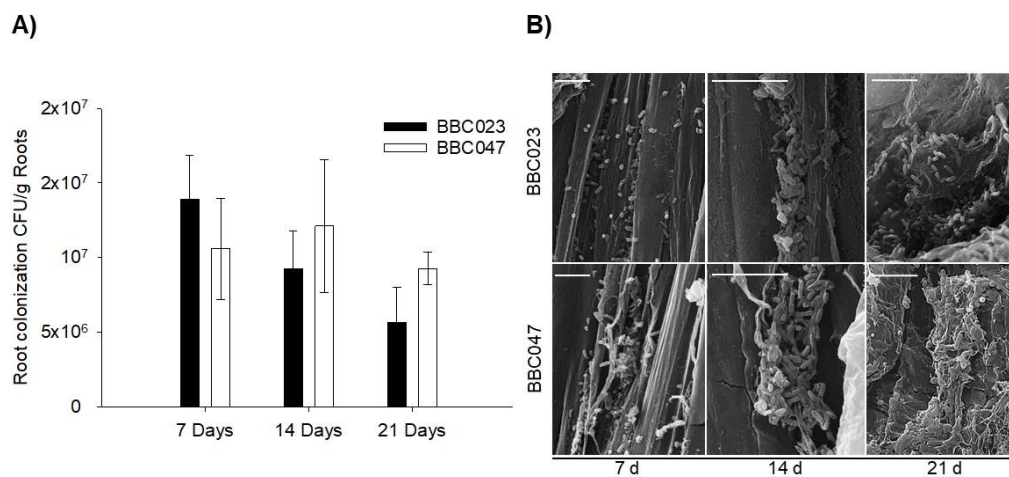 A)
B)
Root colonization CFU/g Roots
2x10⁷
2x10⁷
10⁷
5x10⁶
0
BBC023
BBC047
7 Days
14 Days
21 Days
BBC023
BBC047
7 d
14 d
21 d